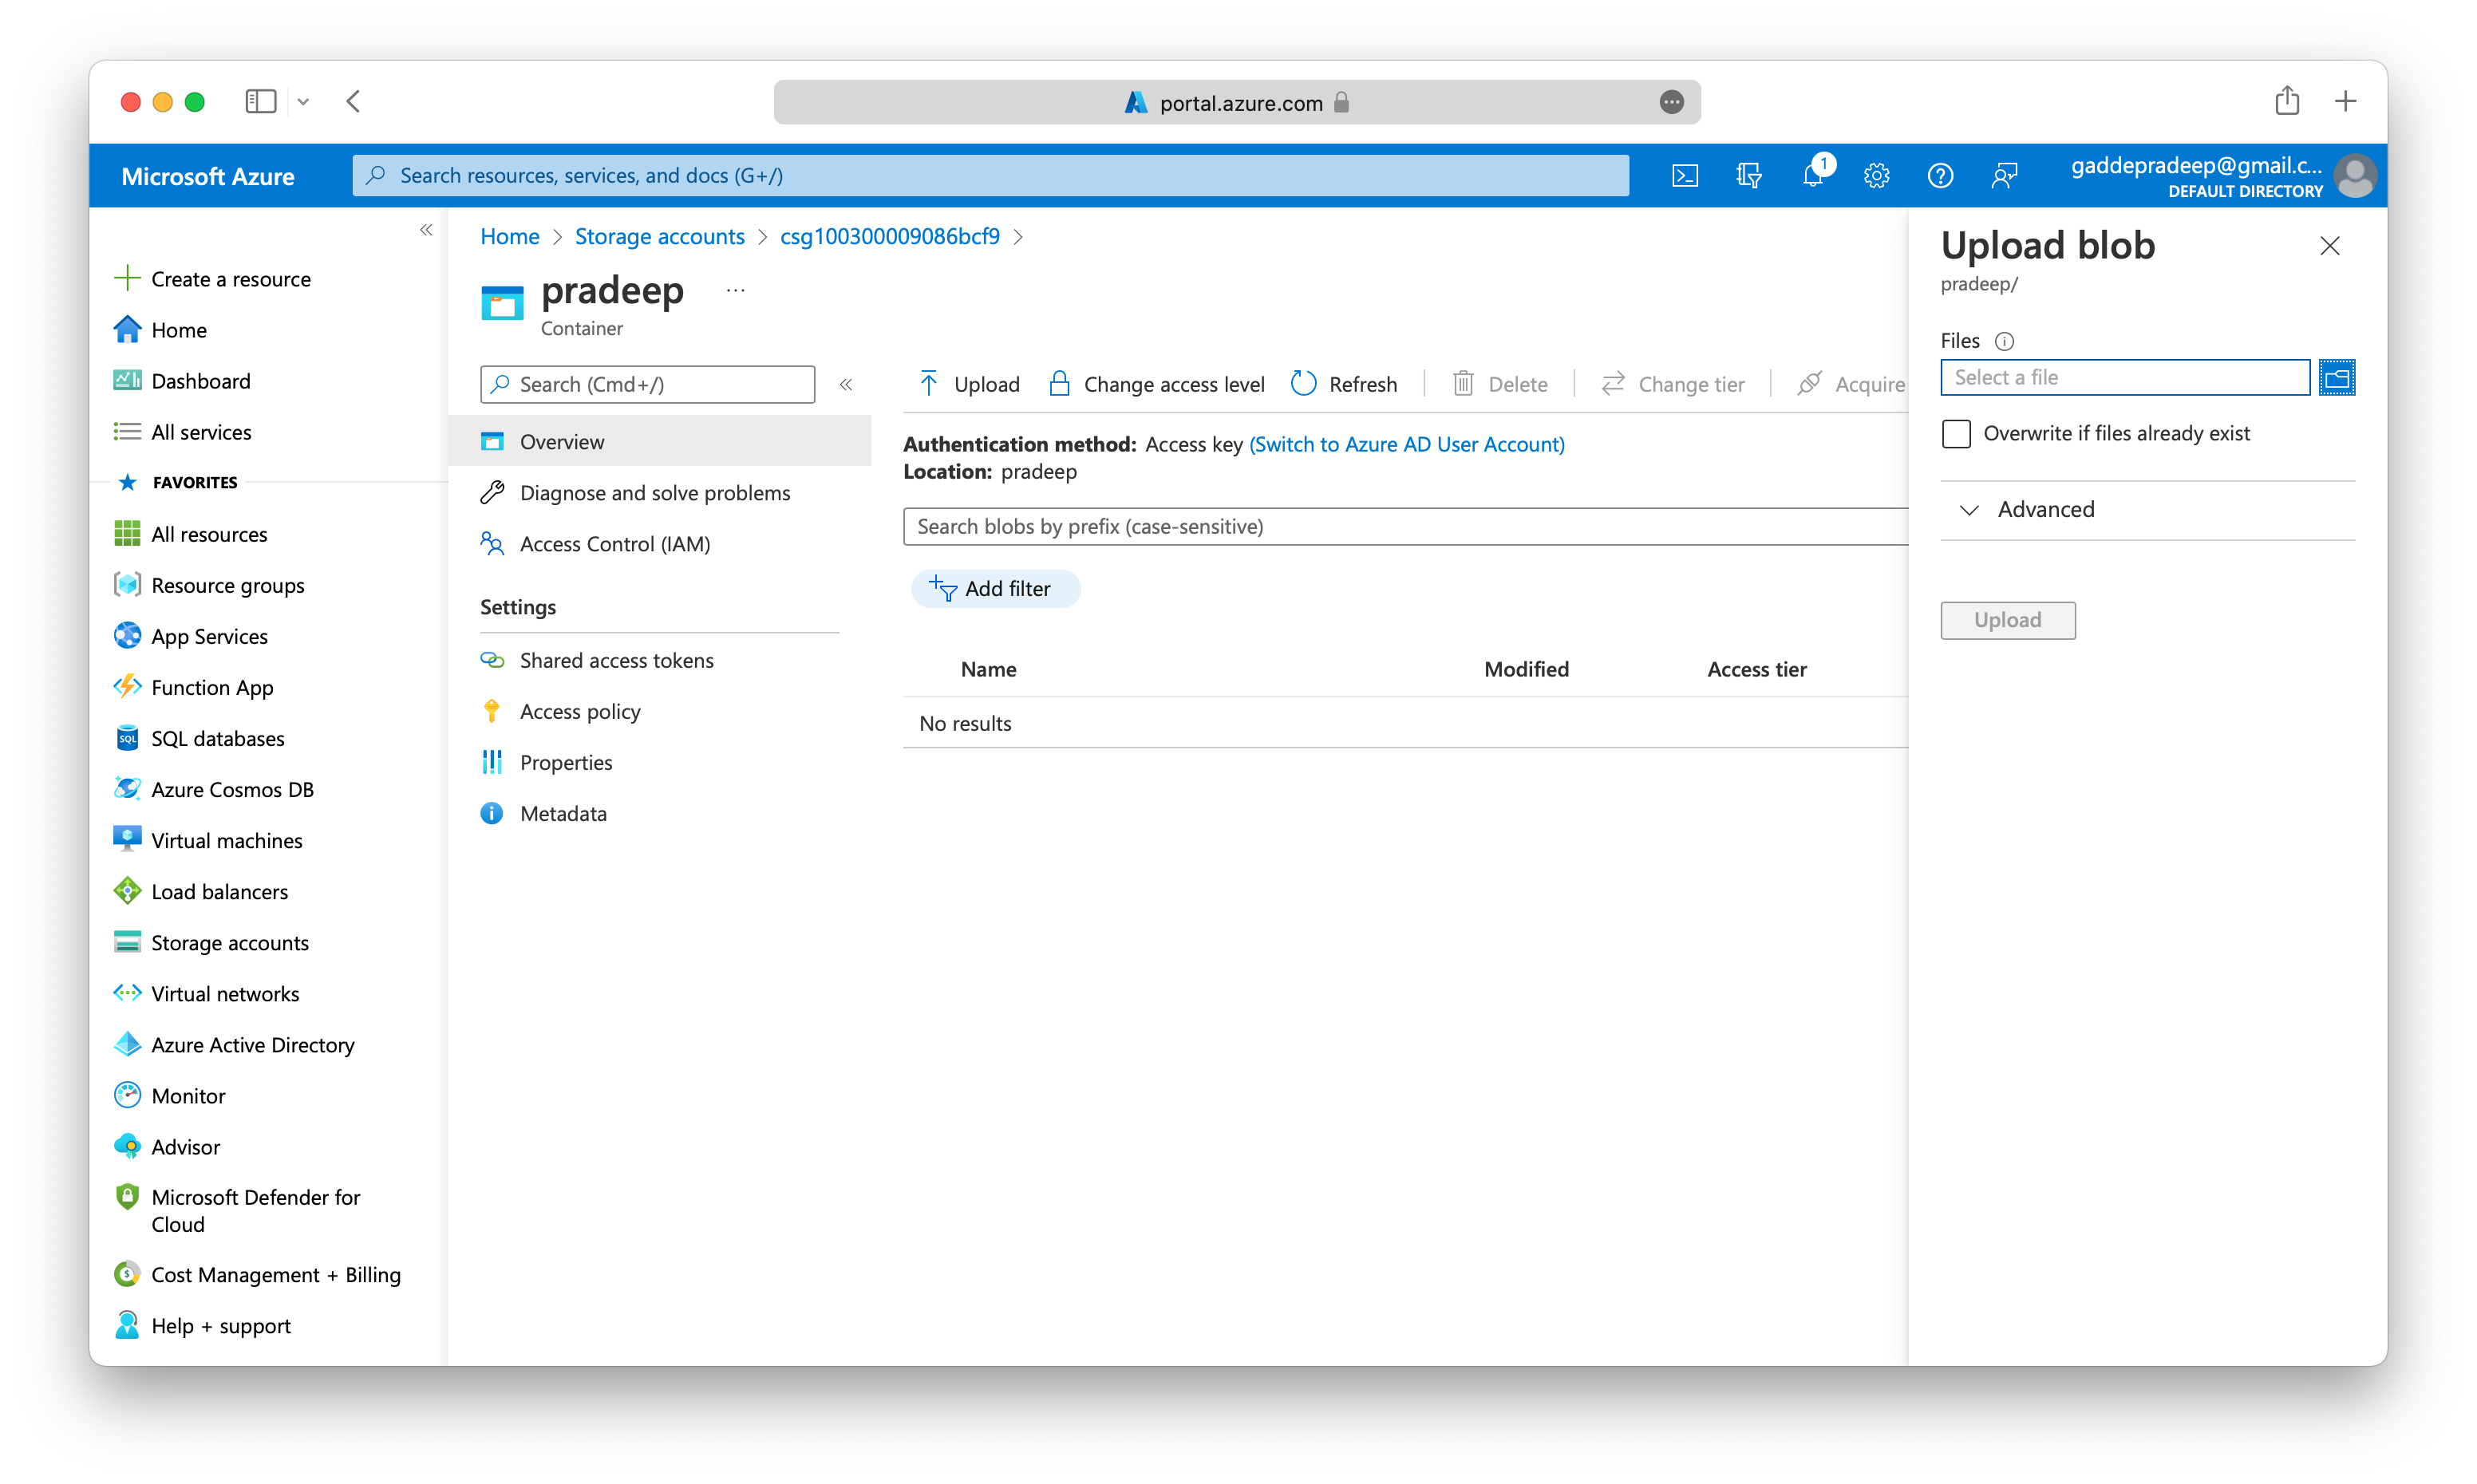 portal.azure.com
Microsoft Azure
Search resources, services, and docs (G+/)
1
gaddepradeep@gmail.c...
DEFAULT DIRECTORY
Create a resource
Home
Dashboard
All services
FAVORITES
All resources
Resource groups
App Services
Function App
SQL databases
Azure Cosmos DB
Virtual machines
Load balancers
Storage accounts
Virtual networks
Azure Active Directory
Monitor
Advisor
Microsoft Defender for
Cloud
Cost Management + Billing
Help + support
Home > Storage accounts > csg100300009086bcf9 >
pradeep ...
Container
Search (Cmd+/)
Overview
Diagnose and solve problems
Access Control (IAM)
Settings
Shared access tokens
Access policy
Properties
Metadata
Upload Change access level Refresh Delete Change tier Acquire
Authentication method: Access key (Switch to Azure AD User Account)
Location: pradeep
Search blobs by prefix (case-sensitive)
Add filter
Name Modified Access tier
No results
Upload blob
pradeep/
Files
Select a file
Overwrite if files already exist
Advanced
Upload